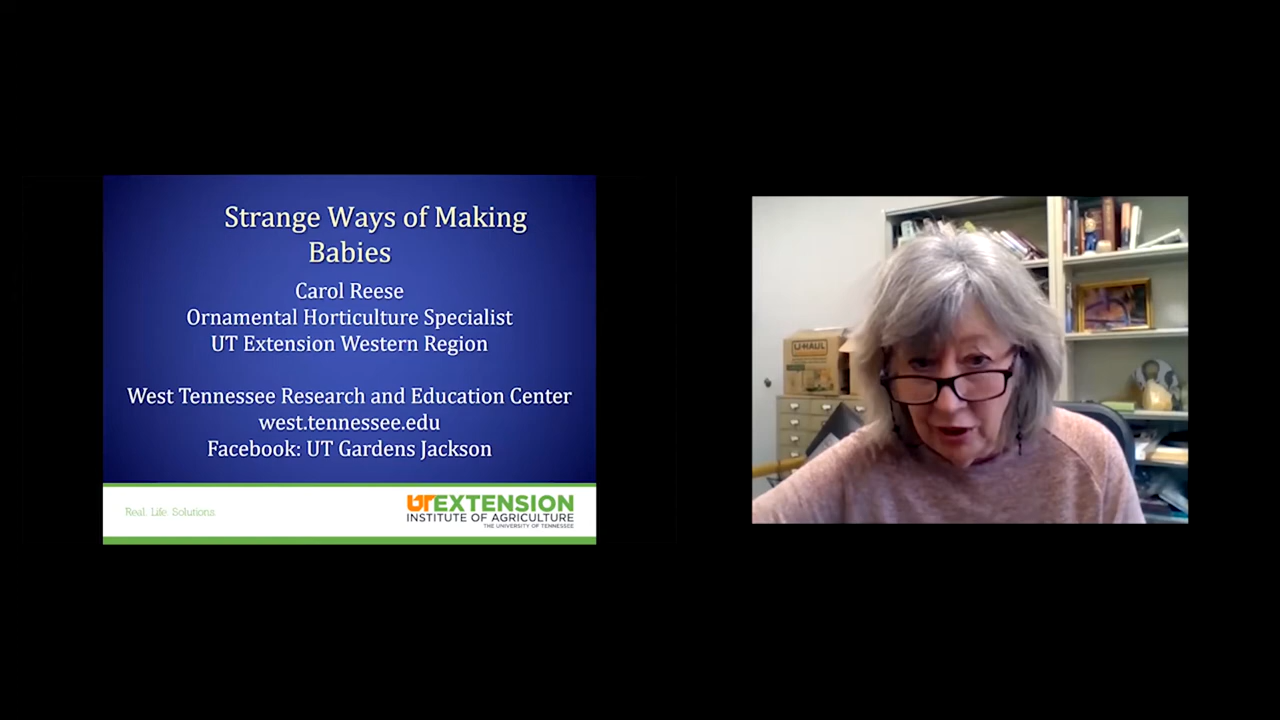 Strange Ways of Making
Babies
Carol Reese
Ornamental Horticulture Specialist
UT Extension Western Region
West Tennessee Research and Education Center
west.tennessee.edu
Facebook: UT Gardens Jackson
Real. Life. Solutions.
UT EXTENSION
INSTITUTE OF AGRICULTURE
THE UNIVERSITY OF TENNESSEE
U-HAUL